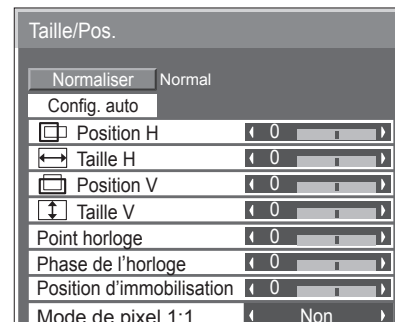 Taille/Pos.
Normaliser Normal
Config. auto
Position H 0
Taille H 0
Position V 0
Taille V 0
Point horloge 0
Phase de l'horloge 0
Position d'immobilisation 0
Mode de pixel 1:1 Non